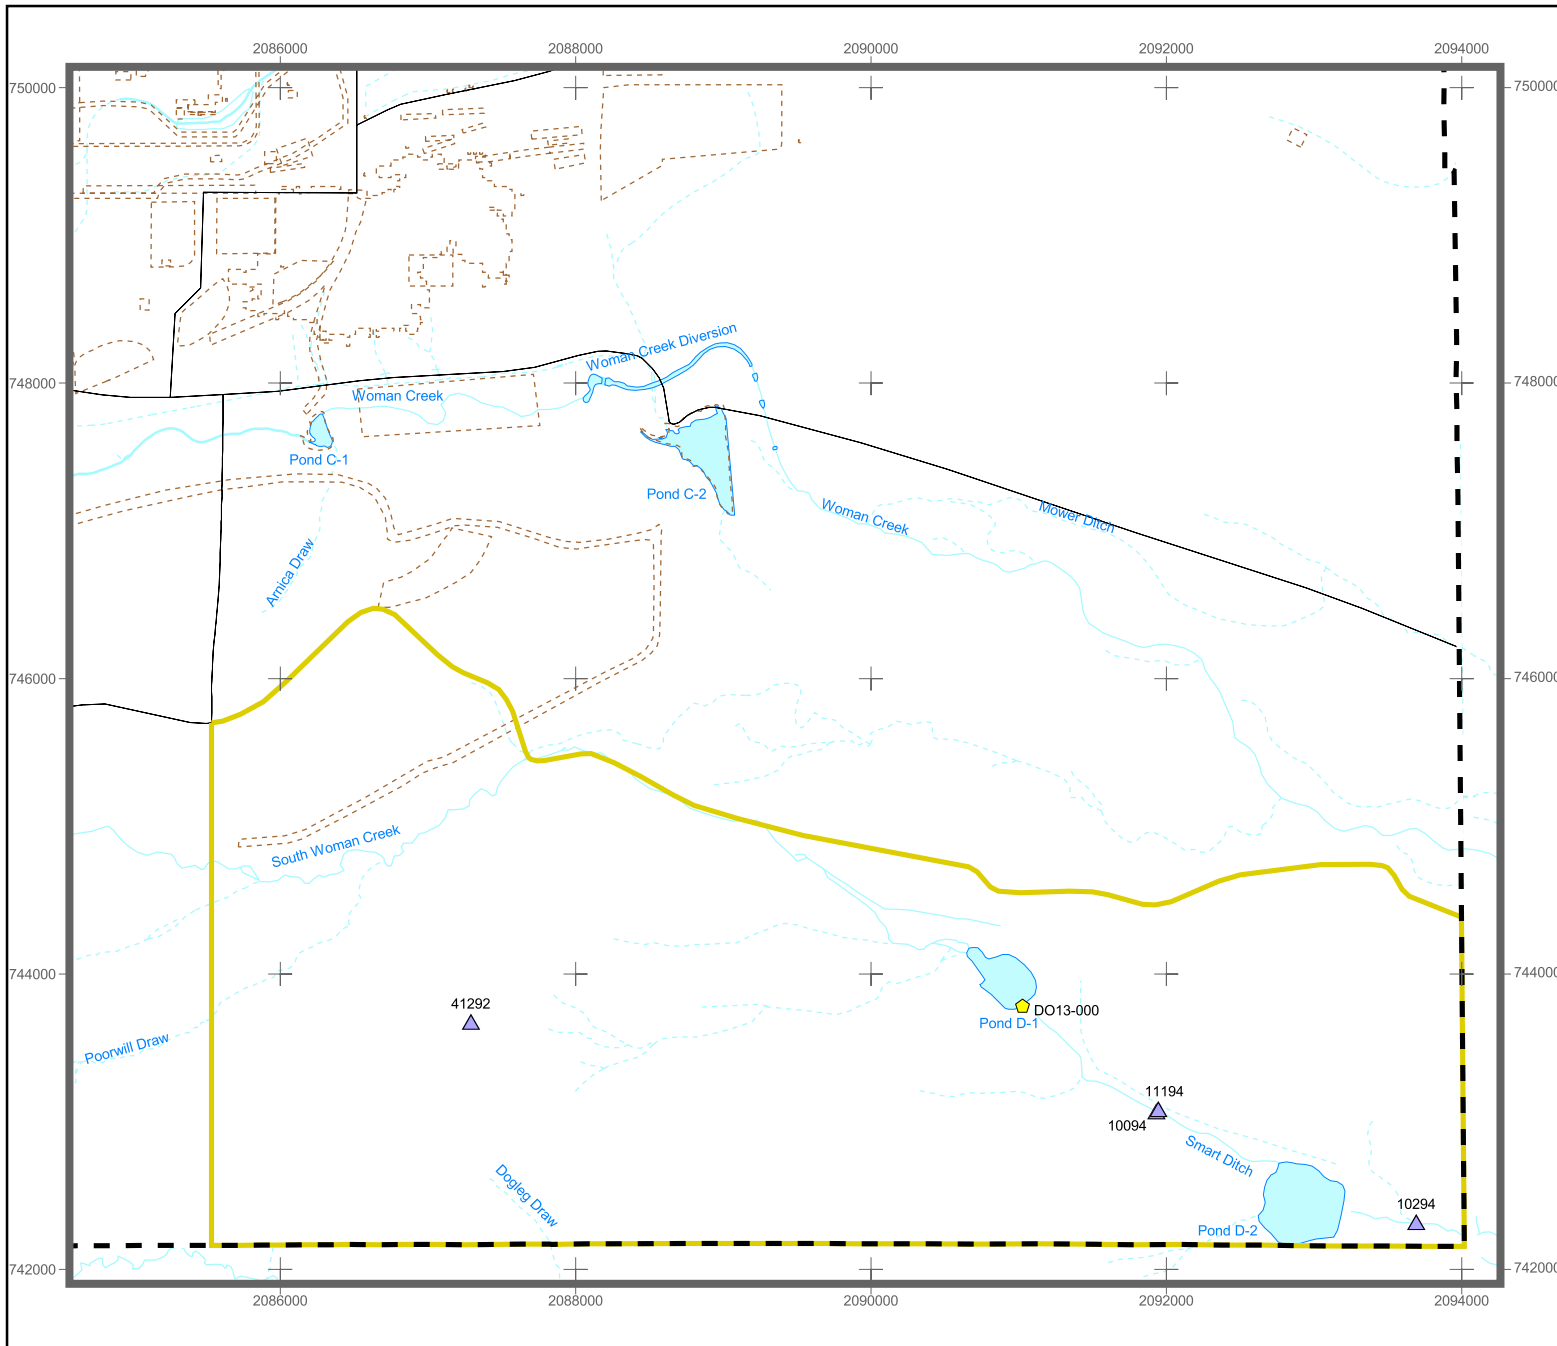 2086000
2088000
2090000
2092000
2094000
750000
750000
Woman Creek Diversion
748000
748000
Woman Creek
Pond C-1
Pond C-2
Woman Creek
Mower Ditch
Arnica Draw
746000
746000
South Woman Creek
744000
744000
41292
DO13-000
Pond D-1
Poorwill Draw
11194
10094
Smart Ditch
Dogleg Draw
10294
Pond D-2
742000
742000
2086000
2088000
2090000
2092000
2094000